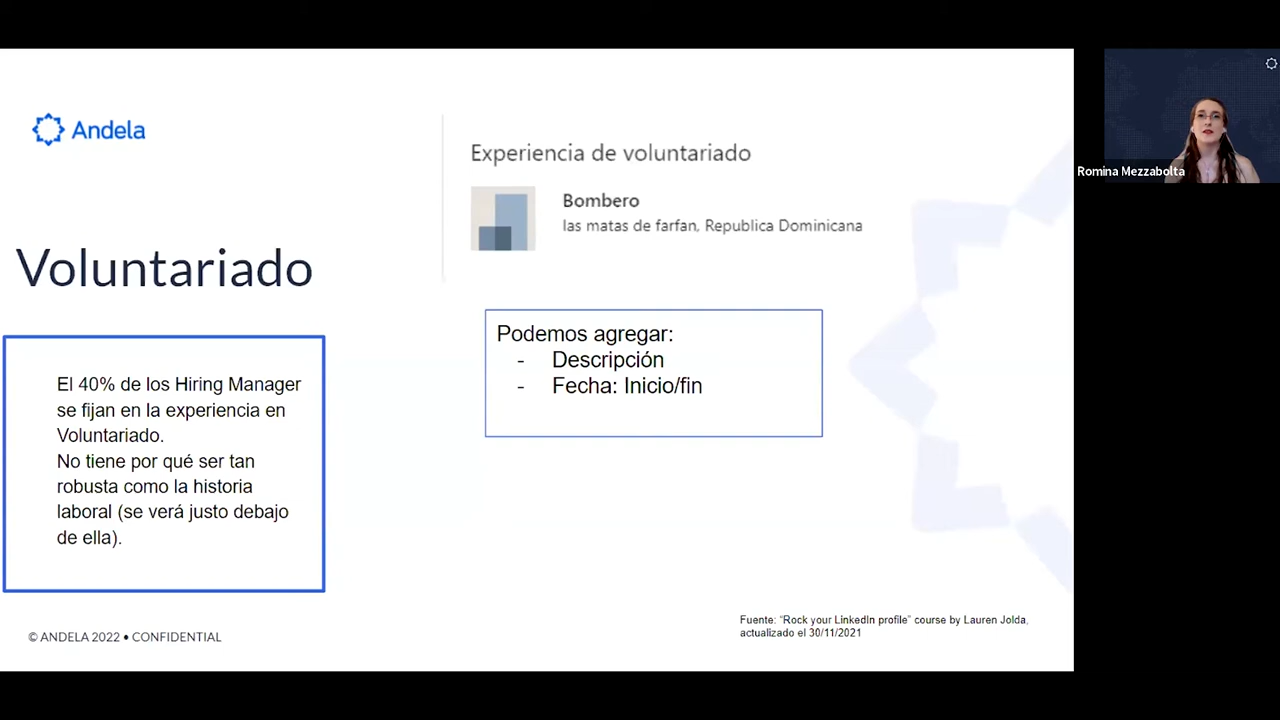 Andela
Voluntariado
El 40% de los Hiring Manager
se fijan en la experiencia en
Voluntariado.
No tiene por qué ser tan
robusta como la historia
laboral (se verá justo debajo
de ella).
Experiencia de voluntariado
Bombero
las matas de farfan, Republica Dominicana
Podemos agregar:
- Descripción
- Fecha: Inicio/fin
Fuente: “Rock your LinkedIn profile” course by Lauren Jolda,
actualizado el 30/11/2021
© ANDELA 2022 • CONFIDENTIAL
Romina Mezzabolta